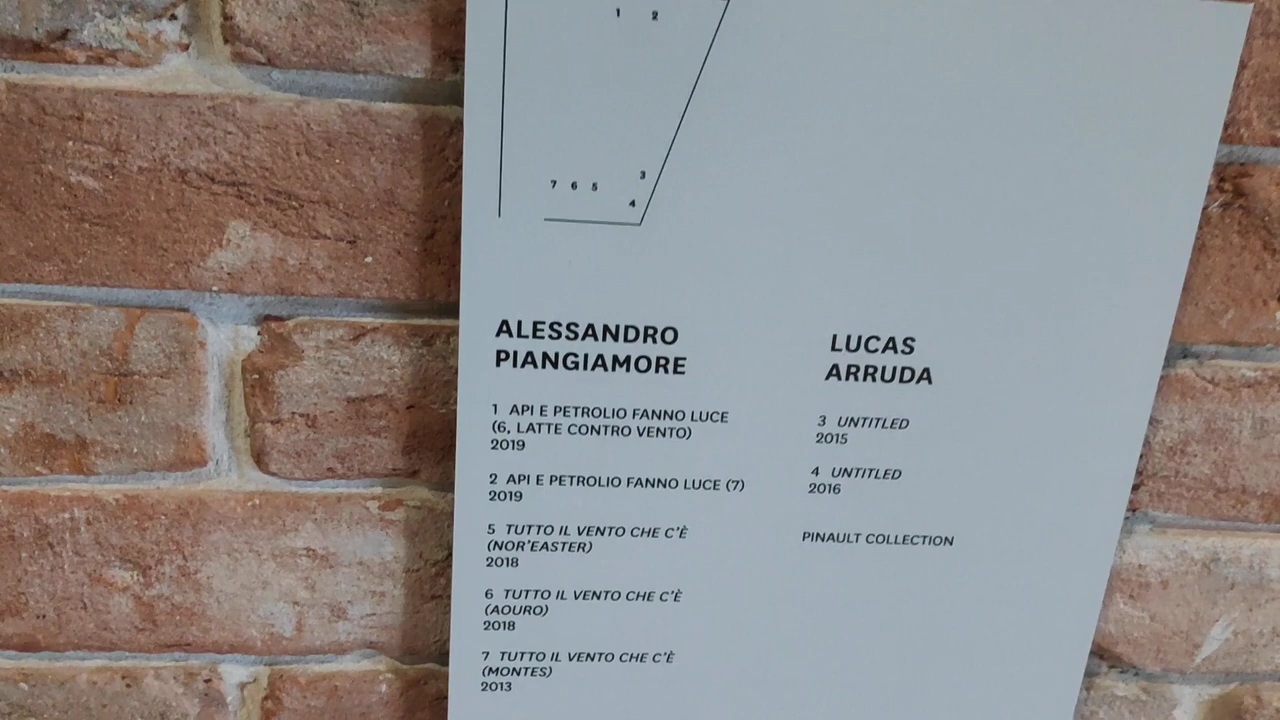 1 2
3
7 6 5
4
ALESSANDRO
PIANGIAMORE
1 API E PETROLIO FANNO LUCE
(6, LATTE CONTRO VENTO)
2019
2 API E PETROLIO FANNO LUCE (7)
2019
5 TUTTO IL VENTO CHE C'È
(NOR'EASTER)
2018
6 TUTTO IL VENTO CHE C'È
(AOURO)
2018
7 TUTTO IL VENTO CHE C'È
(MONTES)
2013
LUCAS
ARRUDA
3 UNTITLED
2015
4 UNTITLED
2016
PINAULT COLLECTION